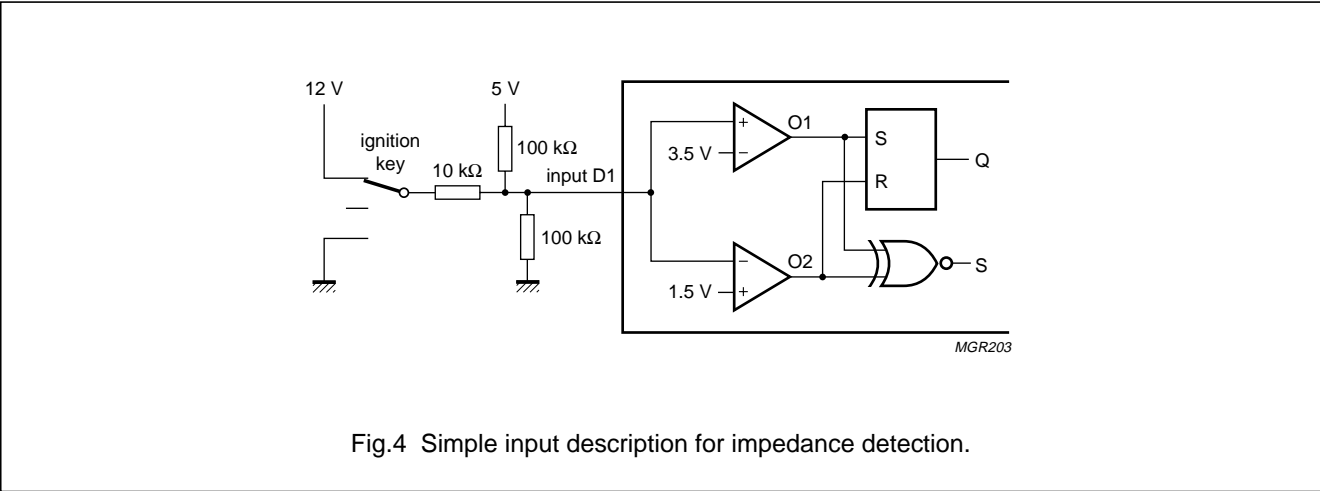 12 V
5 V
ignition
key
10 kΩ
100 kΩ
input D1
100 kΩ
+
3.5 V
−
O1
S
R
Q
−
1.5 V
+
O2
S
MGR203
Fig.4 Simple input description for impedance detection.